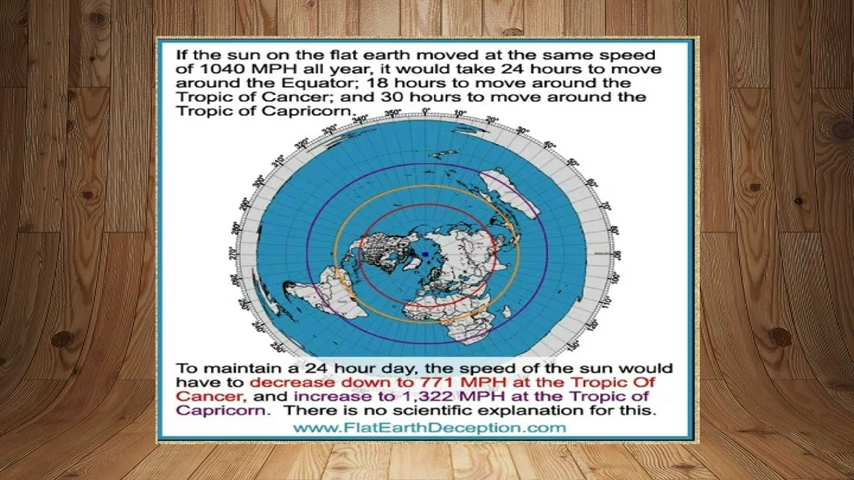 If the sun on the flat earth moved at the same speed
of 1040 MPH all year, it would take 24 hours to move
around the Equator; 18 hours to move around the
Tropic of Cancer; and 30 hours to move around the
Tropic of Capricorn.
To maintain a 24 hour day, the speed of the sun would
have to decrease down to 771 MPH at the Tropic Of
Cancer, and increase to 1,322 MPH at the Tropic of
Capricorn. There is no scientific explanation for this.
www.FlatEarthDeception.com